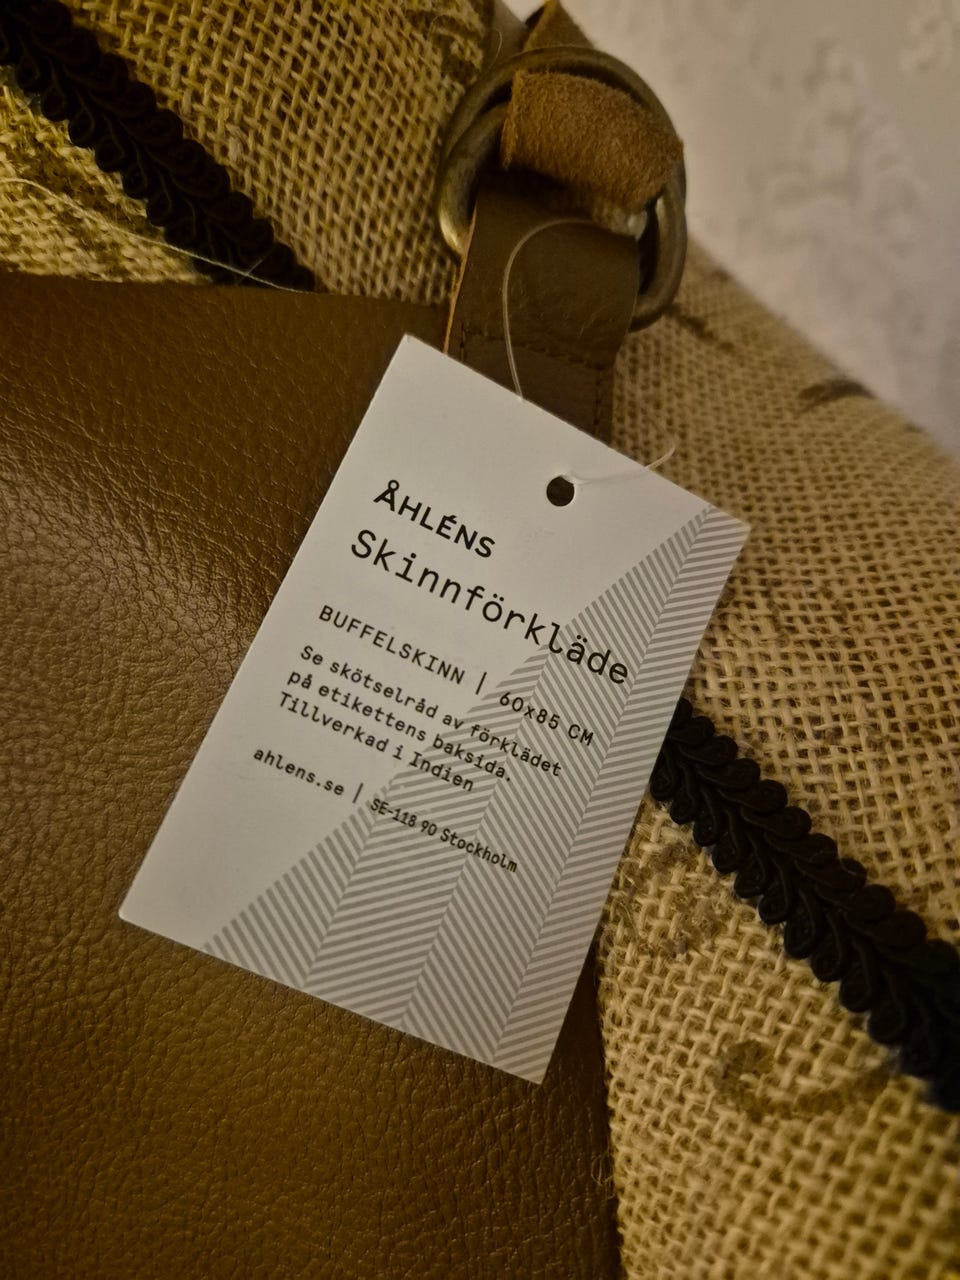 ÅHLÉNS
Skinnförkläde
BUFFELSKINN | 60x85 CM
Se skötselråd av förklädet
på etikettens baksida.
Tillverkad i Indien
ahlens.se | SE-118 90 Stockholm